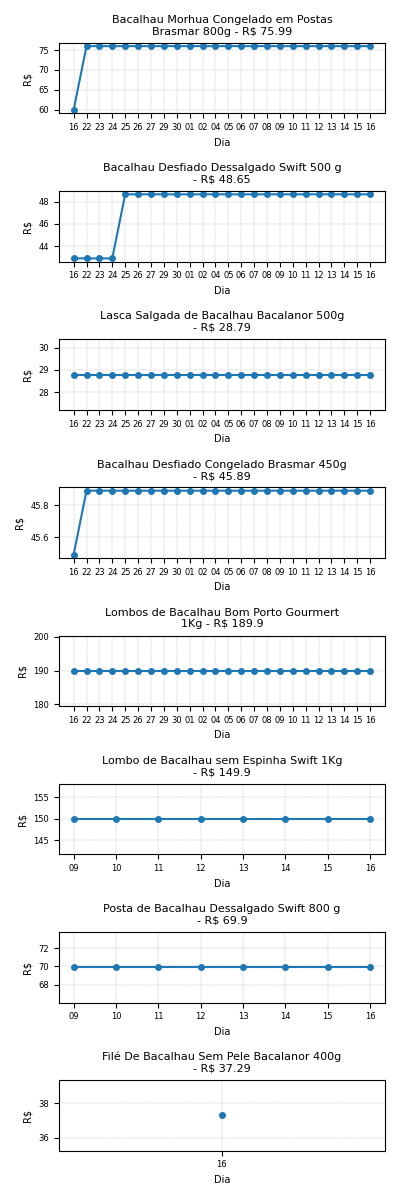 Bacalhau Morhua Congelado em Postas
Brasmar 800g - R$ 75.99
75
70
65
60
R$
16 22 23 24 25 26 27 29 30 01 02 04 05 06 07 08 09 10 11 12 13 14 15 16
Dia
Bacalhau Desfiado Dessalgado Swift 500 g
- R$ 48.65
48
46
44
R$
16 22 23 24 25 26 27 29 30 01 02 04 05 06 07 08 09 10 11 12 13 14 15 16
Dia
Lasca Salgada de Bacalhau Bacalanor 500g
- R$ 28.79
30
29
28
R$
16 22 23 24 25 26 27 29 30 01 02 04 05 06 07 08 09 10 11 12 13 14 15 16
Dia
Bacalhau Desfiado Congelado Brasmar 450g
- R$ 45.89
45.8
45.6
R$
16 22 23 24 25 26 27 29 30 01 02 04 05 06 07 08 09 10 11 12 13 14 15 16
Dia
Lombos de Bacalhau Bom Porto Gourmert
1Kg - R$ 189.9
200
190
180
R$
16 22 23 24 25 26 27 29 30 01 02 04 05 06 07 08 09 10 11 12 13 14 15 16
Dia
Lombo de Bacalhau sem Espinha Swift 1Kg
- R$ 149.9
155
150
145
R$
09 10 11 12 13 14 15 16
Dia
Posta de Bacalhau Dessalgado Swift 800 g
- R$ 69.9
72
70
68
R$
09 10 11 12 13 14 15 16
Dia
Filé De Bacalhau Sem Pele Bacalanor 400g
- R$ 37.29
38
36
R$
16
Dia